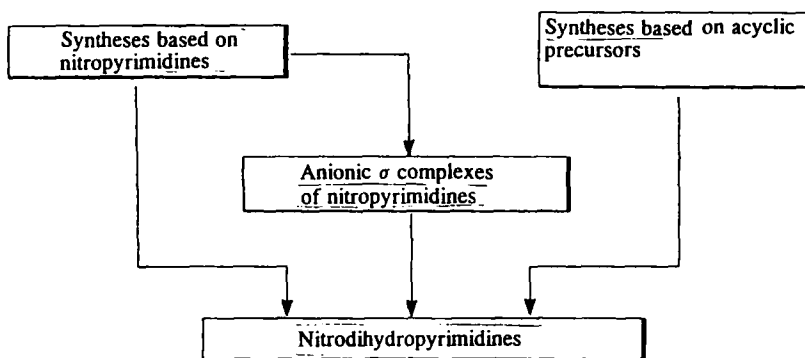 Syntheses based on
nitropyrimidines
Syntheses based on acyclic
precursors
Anionic σ complexes
of nitropyrimidines
Nitrodihydropyrimidines